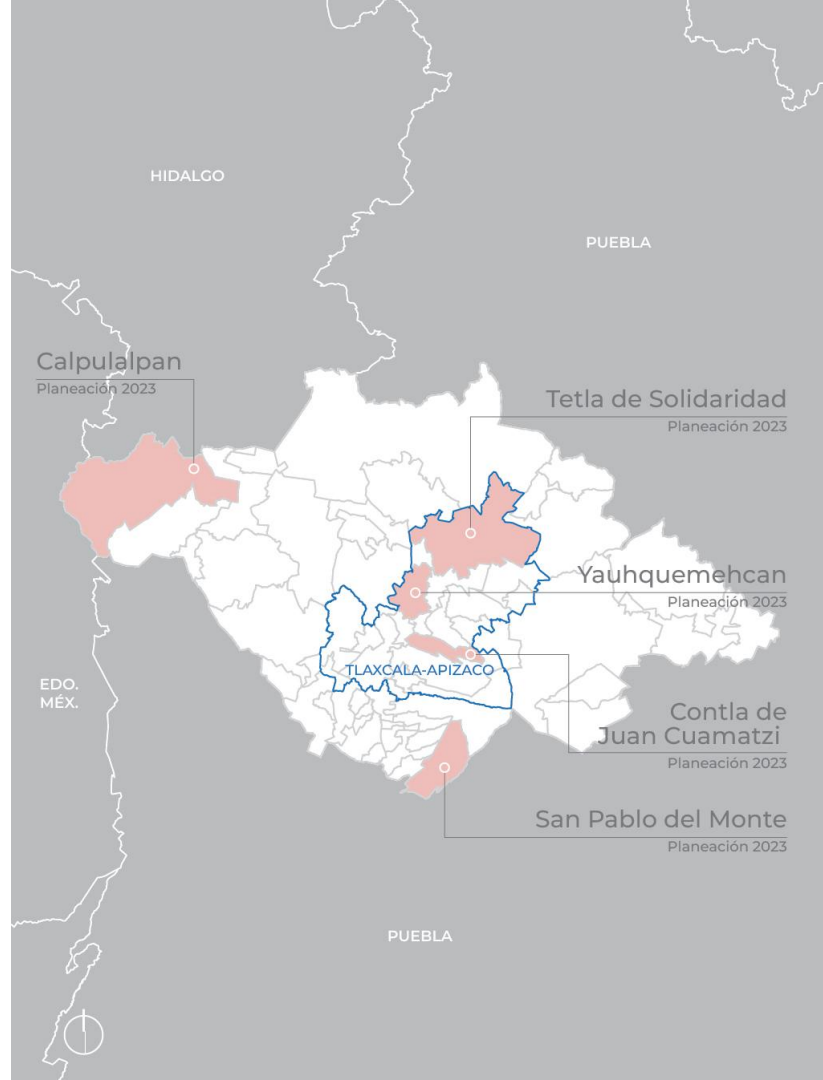 HIDALGO
PUEBLA
Calpulalpan
Planeación 2023
Tetla de Solidaridad
Planeación 2023
Yauhquemehcan
Planeación 2023
TLAXCALA-APIZACO
EDO.
MÉX.
Contla de
Juan Cuamatzi
Planeación 2023
San Pablo del Monte
Planeación 2023
PUEBLA